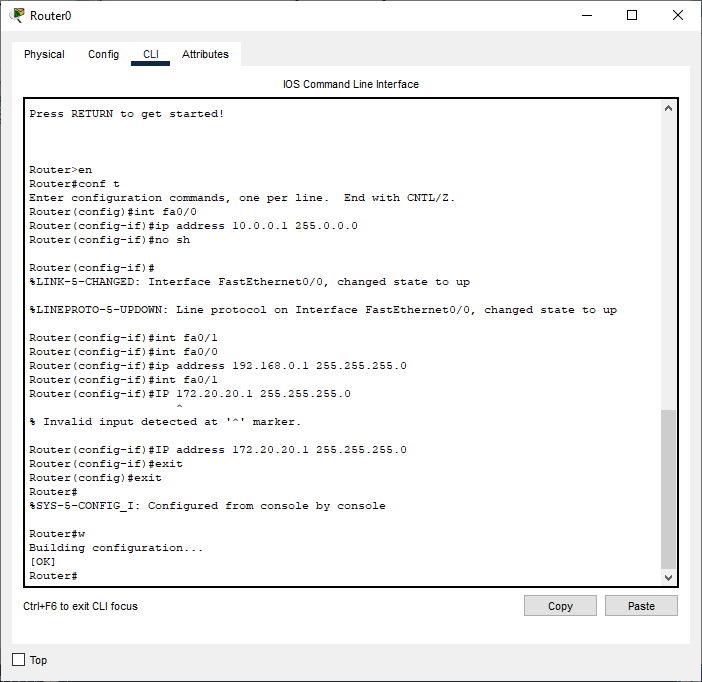 Router0
Physical Config CLI Attributes
IOS Command Line Interface
Press RETURN to get started!
Router>en
Router#conf t
Enter configuration commands, one per line.  End with CNTL/Z.
Router(config)#int fa0/0
Router(config-if)#ip address 10.0.0.1 255.0.0.0
Router(config-if)#no sh
Router(config-if)#
%LINK-5-CHANGED: Interface FastEthernet0/0, changed state to up
%LINEPROTO-5-UPDOWN: Line protocol on Interface FastEthernet0/0, changed state to up
Router(config-if)#int fa0/1
Router(config-if)#int fa0/0
Router(config-if)#ip address 192.168.0.1 255.255.255.0
Router(config-if)#int fa0/1
Router(config-if)#IP 172.20.20.1 255.255.255.0
^
% Invalid input detected at '^' marker.
Router(config-if)#IP address 172.20.20.1 255.255.255.0
Router(config-if)#exit
Router(config)#exit
Router#
%SYS-5-CONFIG_I: Configured from console by console
Router#w
Building configuration...
[OK]
Router#
Ctrl+F6 to exit CLI focus
Copy Paste
Top